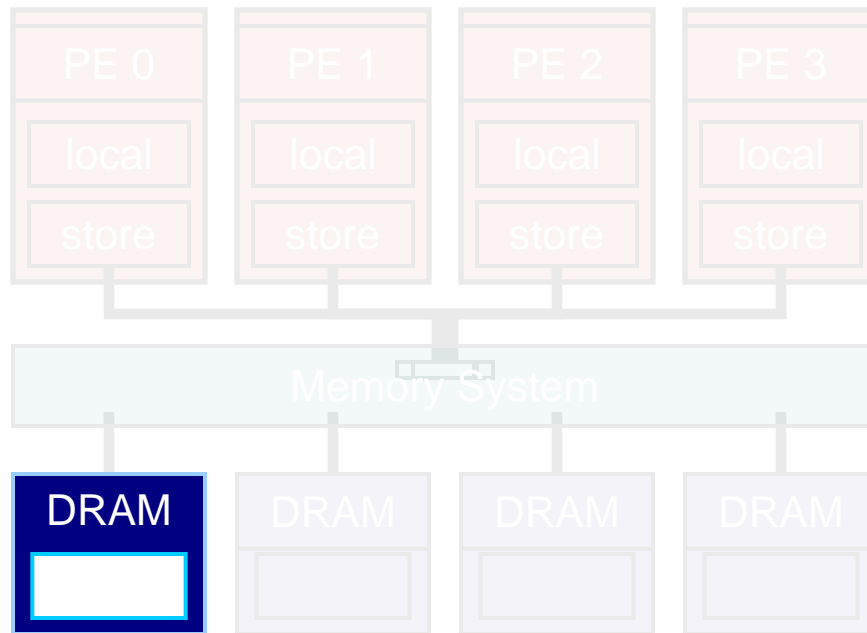 PE 0 PE 1 PE 2 PE 3
local local local local
store store store store
Memory System
DRAM DRAM DRAM DRAM